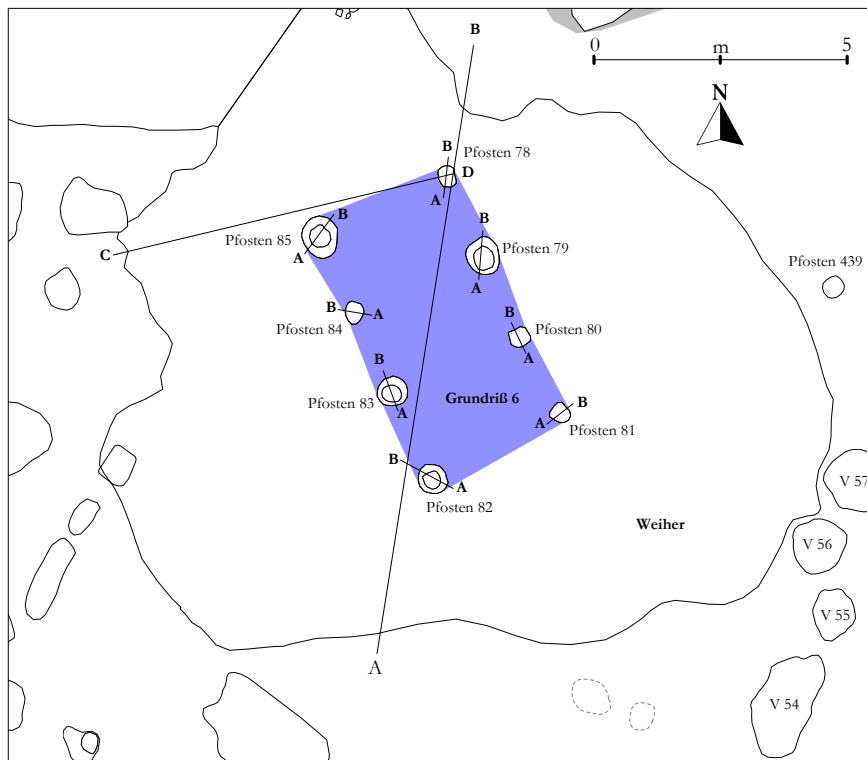 B
0 m 5
N
B Pfosten 78
D
A
B
B
Pfosten 85
Pfosten 79
A
C
A
Pfosten 439
B A
B
Pfosten 84
Pfosten 80
B
A
Pfosten 83
A
Grundriß 6
B
A
Pfosten 81
B
A
Pfosten 82
V 57
Weiher
V 56
V 55
A
V 54